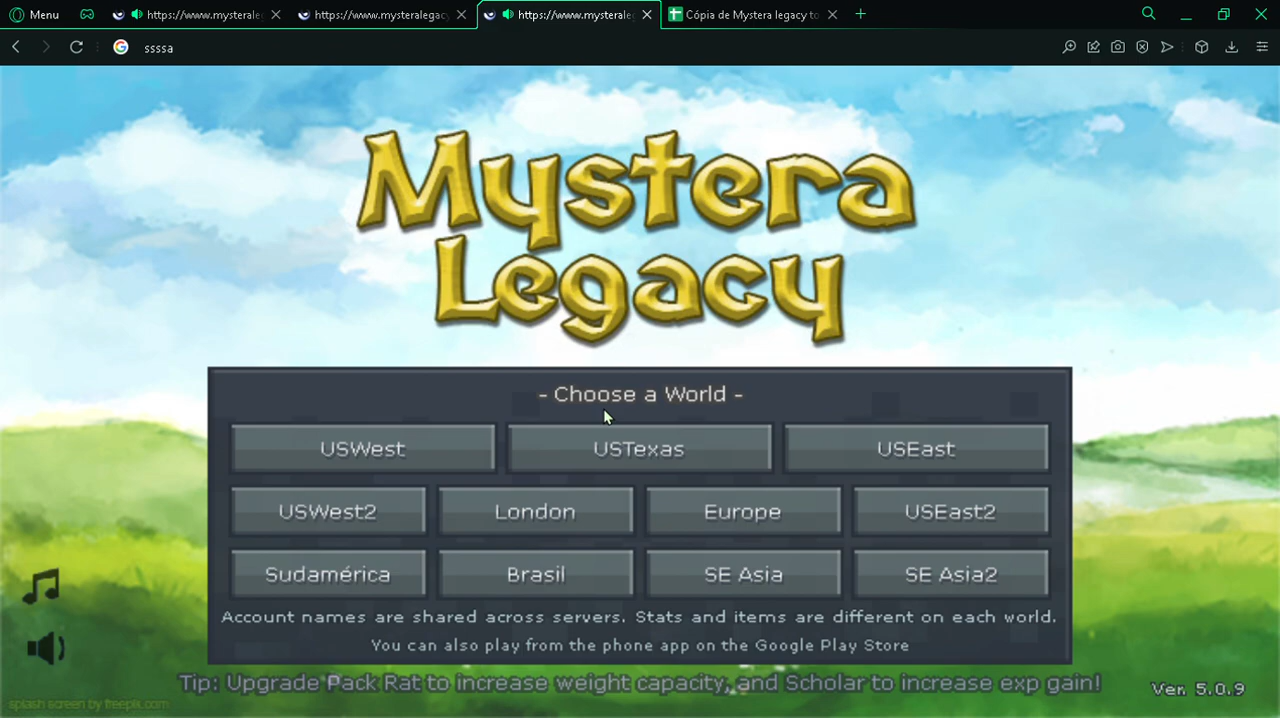 Menu
https://www.mysteraleg
https://www.mysteralegacy
https://www.mysteraleg
Cópia de Mystera legacy to
ssssa
Mystera
Legacy
- Choose a World -
USWest
USTexas
USEast
USWest2
London
Europe
USEast2
Sudamérica
Brasil
SE Asia
SE Asia2
Account names are shared across servers. Stats and items are different on each world.
You can also play from the phone app on the Google Play Store
Tip: Upgrade Pack Rat to increase weight capacity, and Scholar to increase exp gain!
Ver. 5.0.9
splash screen by freepik.com